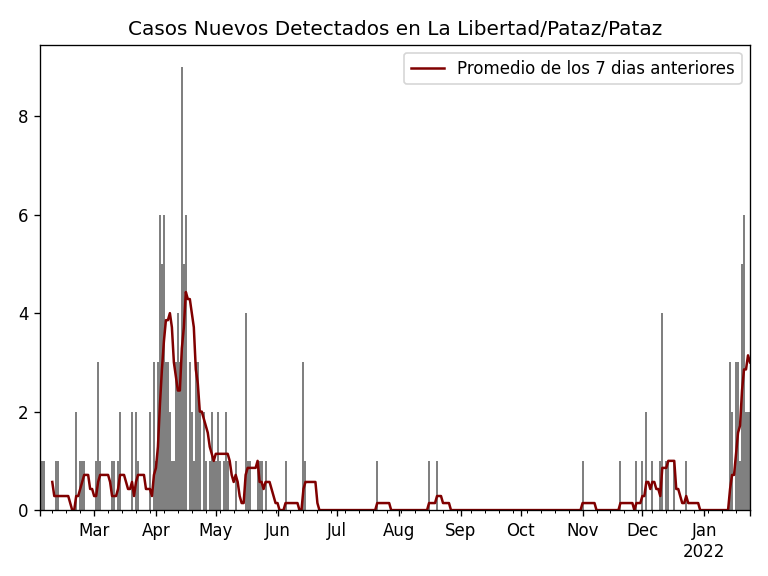 Casos Nuevos Detectados en La Libertad/Pataz/Pataz
Promedio de los 7 dias anteriores
8
6
4
2
0
Mar Apr May Jun Jul Aug Sep Oct Nov Dec Jan
2022